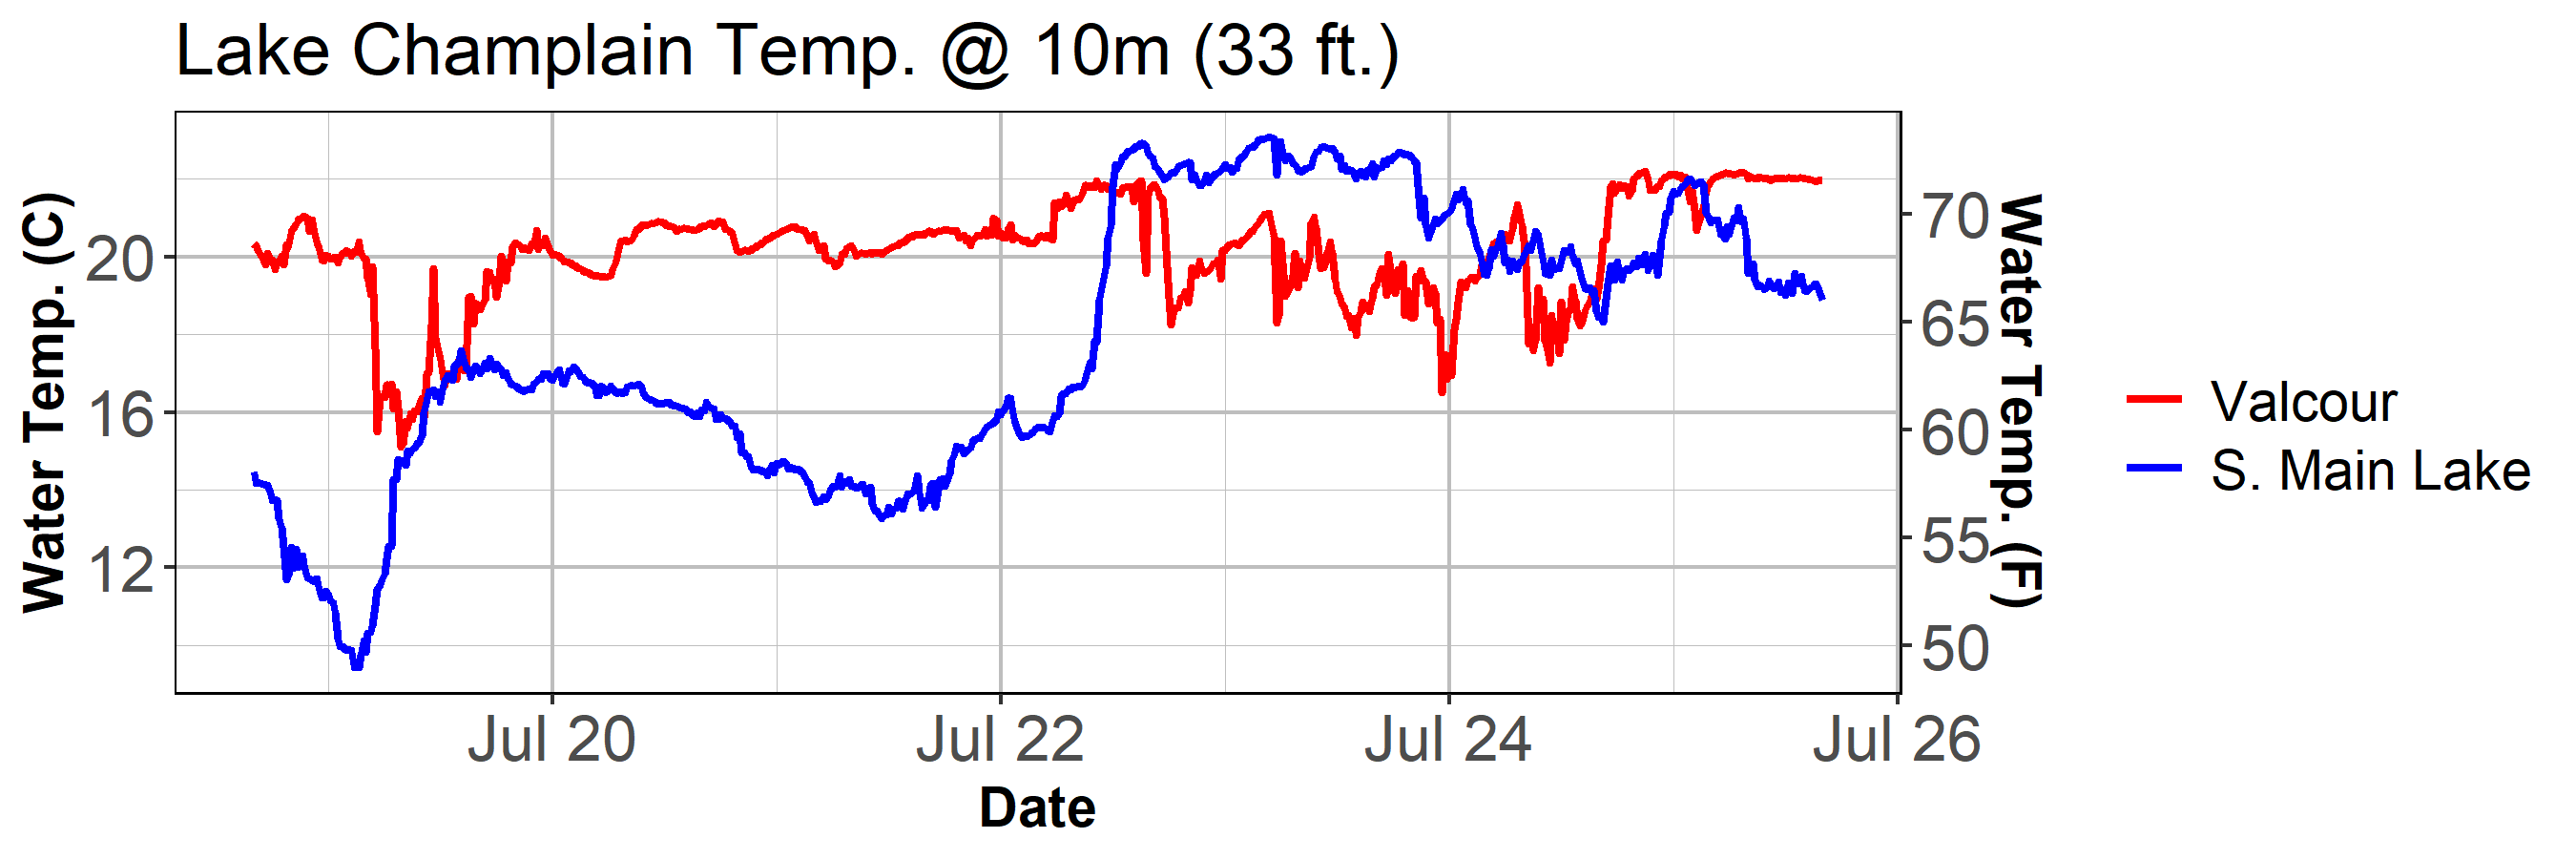 Lake Champlain Temp. @ 10m (33 ft.)
Water Temp. (C)
20
16
12
70
65
60
55
50
Water Temp. (F)
Jul 20
Jul 22
Jul 24
Jul 26
Date
Valcour
S. Main Lake